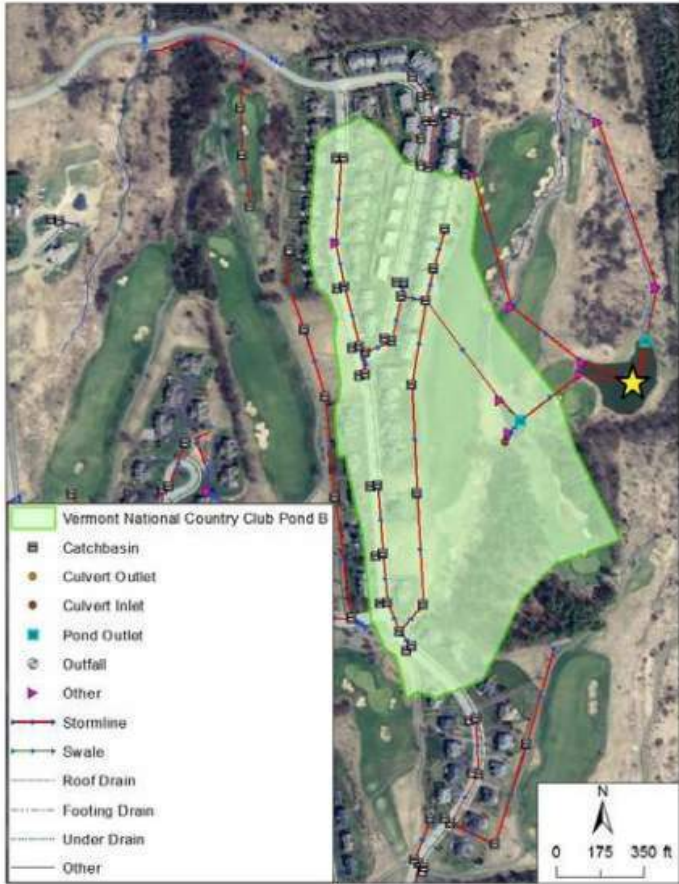 Vermont National Country Club Pond B
Catchbasin
Culvert Outlet
Culvert Inlet
Pond Outlet
Outfall
Other
Stormline
Swale
Roof Drain
Footing Drain
Under Drain
Other
N
0 175 350 ft